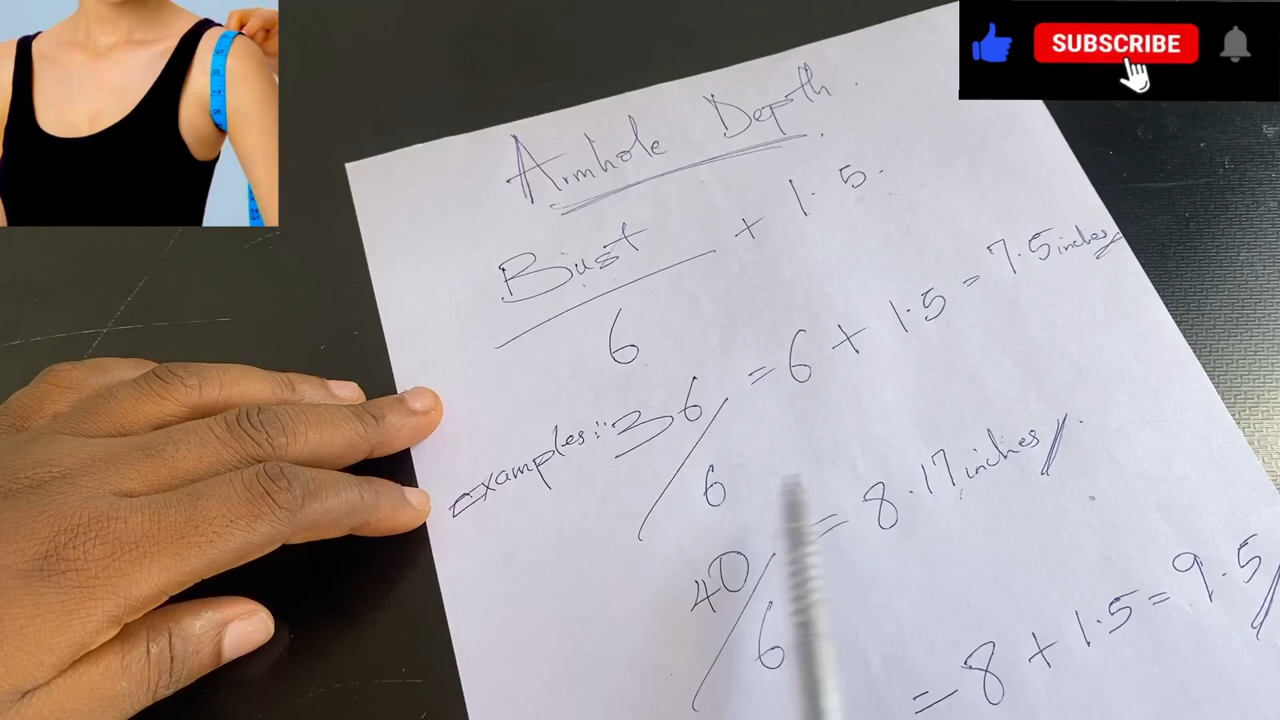 SUBSCRIBE
Armhole Depth.
Bust + 1.5.
6
examples: 36 = 6 + 1.5 = 7.5 inches
6
40 = 8.17 inches
6
= 8 + 1.5 = 9.5